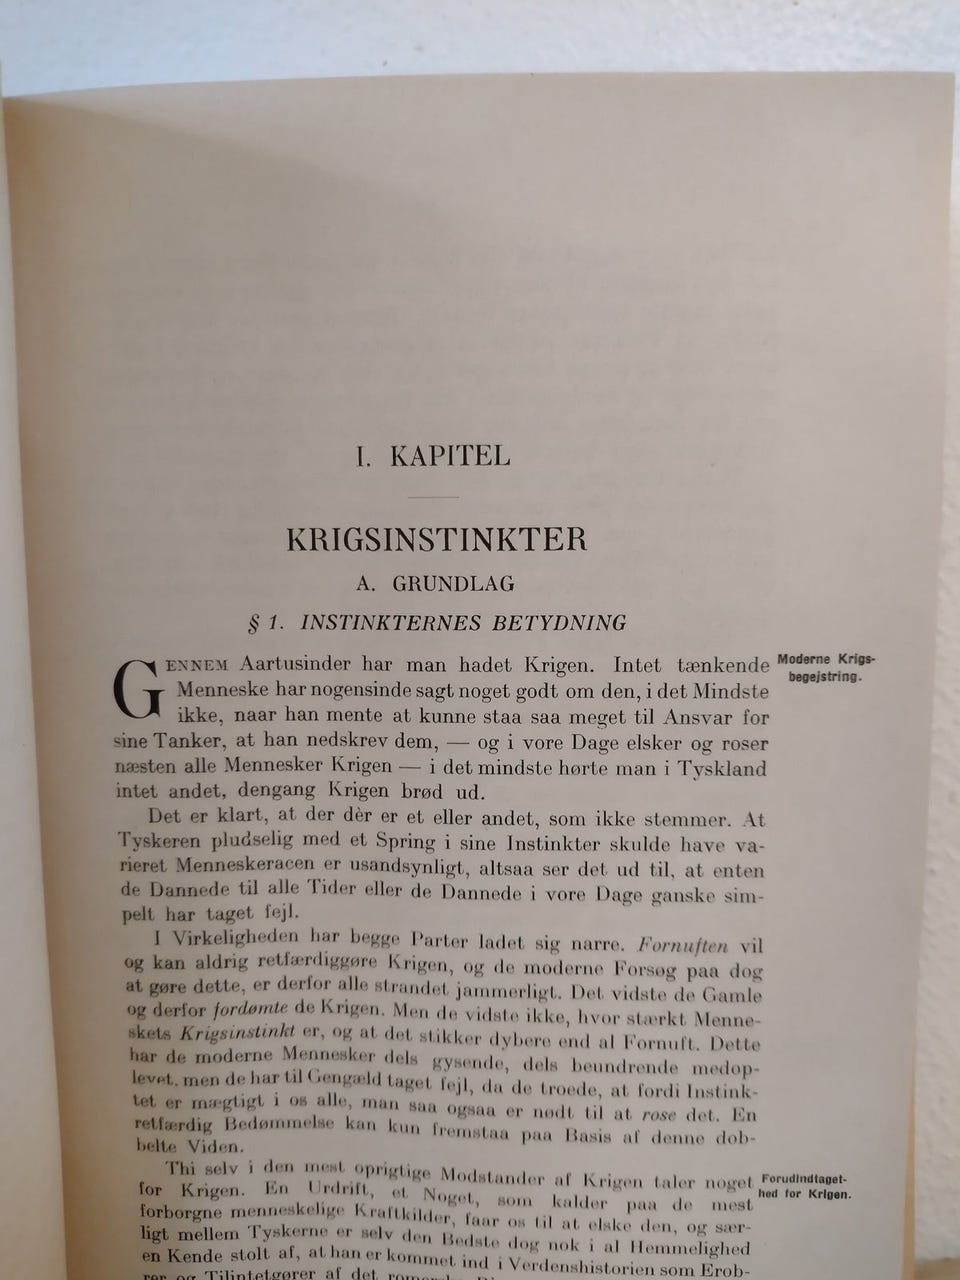 I. KAPITEL
KRIGSINSTINKTER
A. GRUNDLAG
§ 1. INSTINKTERNES BETYDNING
GENNEM Aartusinder har man hadet Krigen. Intet tænkende
Menneske har nogensinde sagt noget godt om den, i det Mindste
ikke, naar han mente at kunne staa saa meget til Ansvar for
sine Tanker, at han nedskrev dem, — og i vore Dage elsker og roser
næsten alle Mennesker Krigen — i det mindste hørte man i Tyskland
intet andet, dengang Krigen brød ud.
Moderne Krigs-
begejstring.
Det er klart, at der dèr er et eller andet, som ikke stemmer. At
Tyskeren pludselig med et Spring i sine Instinkter skulde have va-
rieret Menneskeracen er usandsynligt, altsaa ser det ud til, at enten
de Dannede til alle Tider eller de Dannede i vore Dage ganske sim-
pelt har taget fejl.
I Virkeligheden har begge Parter ladet sig narre. Fornuften vil
og kan aldrig retfærdiggøre Krigen, og de moderne Forsøg paa dog
at gøre dette, er derfor alle strandet jammerligt. Det vidste de Gamle
og derfor fordømte de Krigen. Men de vidste ikke, hvor stærkt Menne-
skets Krigsinstinkt er, og at det stikker dybere end al Fornuft. Dette
har de moderne Mennesker dels gysende, dels beundrende medop-
levet, men de har til Gengæld taget fejl, da de troede, at fordi Instink-
tet er mægtigt i os alle, man saa ogsaa er nødt til at rose det. En
retfærdig Bedømmelse kan kun fremstaa paa Basis af denne dob-
belte Viden.
Thi selv i den mest oprigtige Modstander af Krigen taler noget
for Krigen. En Urdrift, et Noget, som kalder paa de mest
forborgne menneskelige Kraftkilder, faar os til at elske den, og sær-
ligt mellem Tyskerne er selv den Bedste dog nok i al Hemmelighed
en Kende stolt af, at han er kommet ind i Verdenshistorien som Erob-
rer og Tilintetgører af det
Forudindtaget-
hed for Krigen.